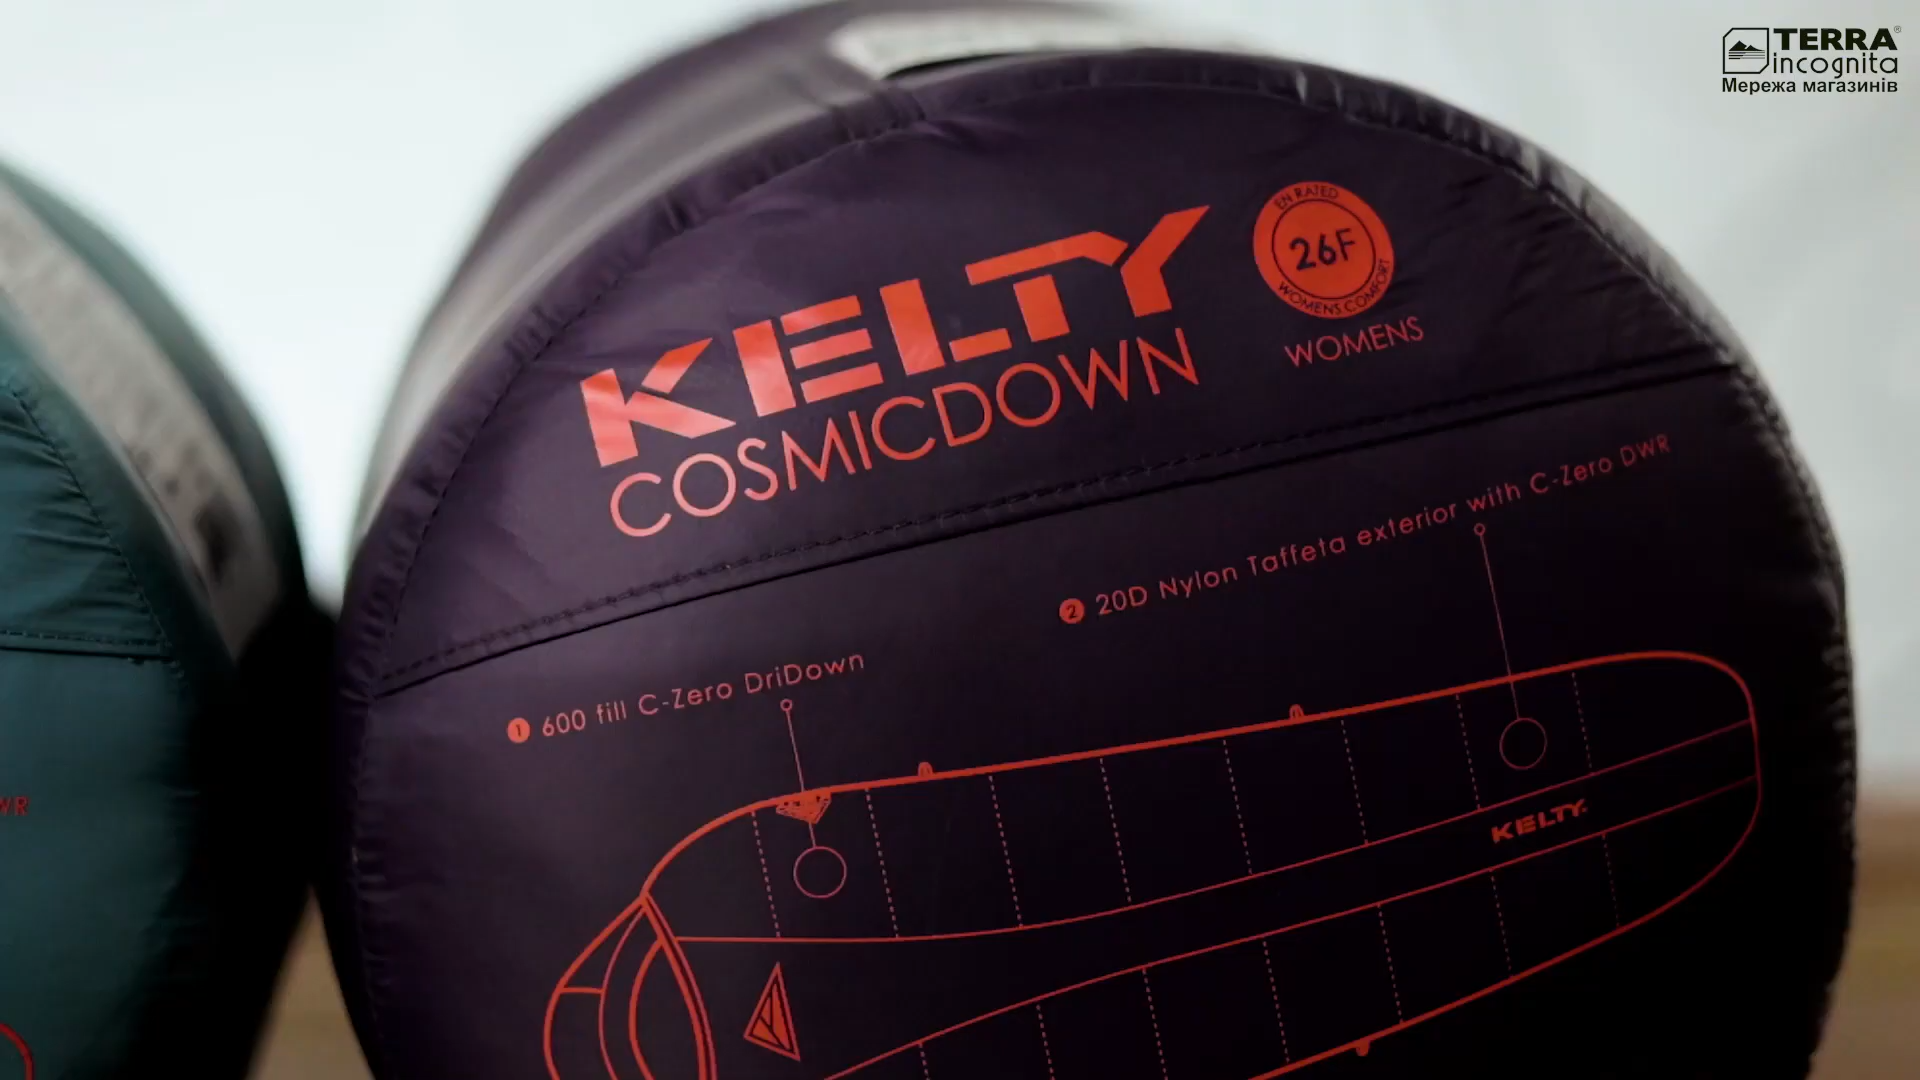 TERRA®
incognita
Мережа магазинів
EN RATED
26F
WOMENS COMFORT
WOMENS
KELTY
COSMICDOWN
2 20D Nylon Taffeta exterior with C-Zero DWR
1 600 fill C-Zero DriDown
KELTY
WR